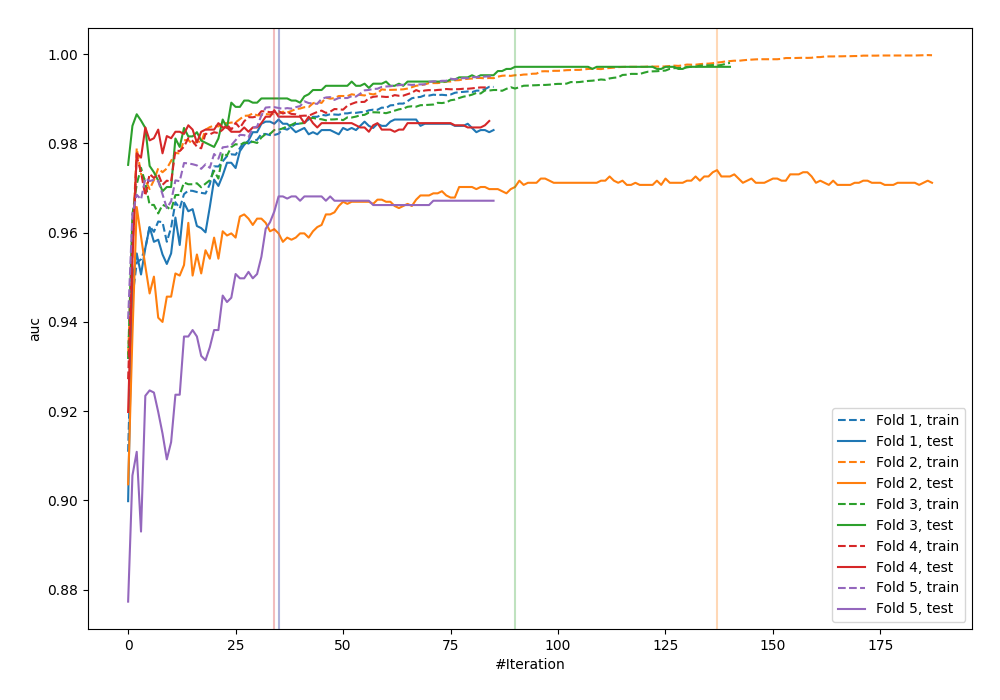 1.00
0.98
0.96
0.94
0.92
0.90
0.88
auc
0 25 50 75 100 125 150 175
#Iteration
Fold 1, train
Fold 1, test
Fold 2, train
Fold 2, test
Fold 3, train
Fold 3, test
Fold 4, train
Fold 4, test
Fold 5, train
Fold 5, test